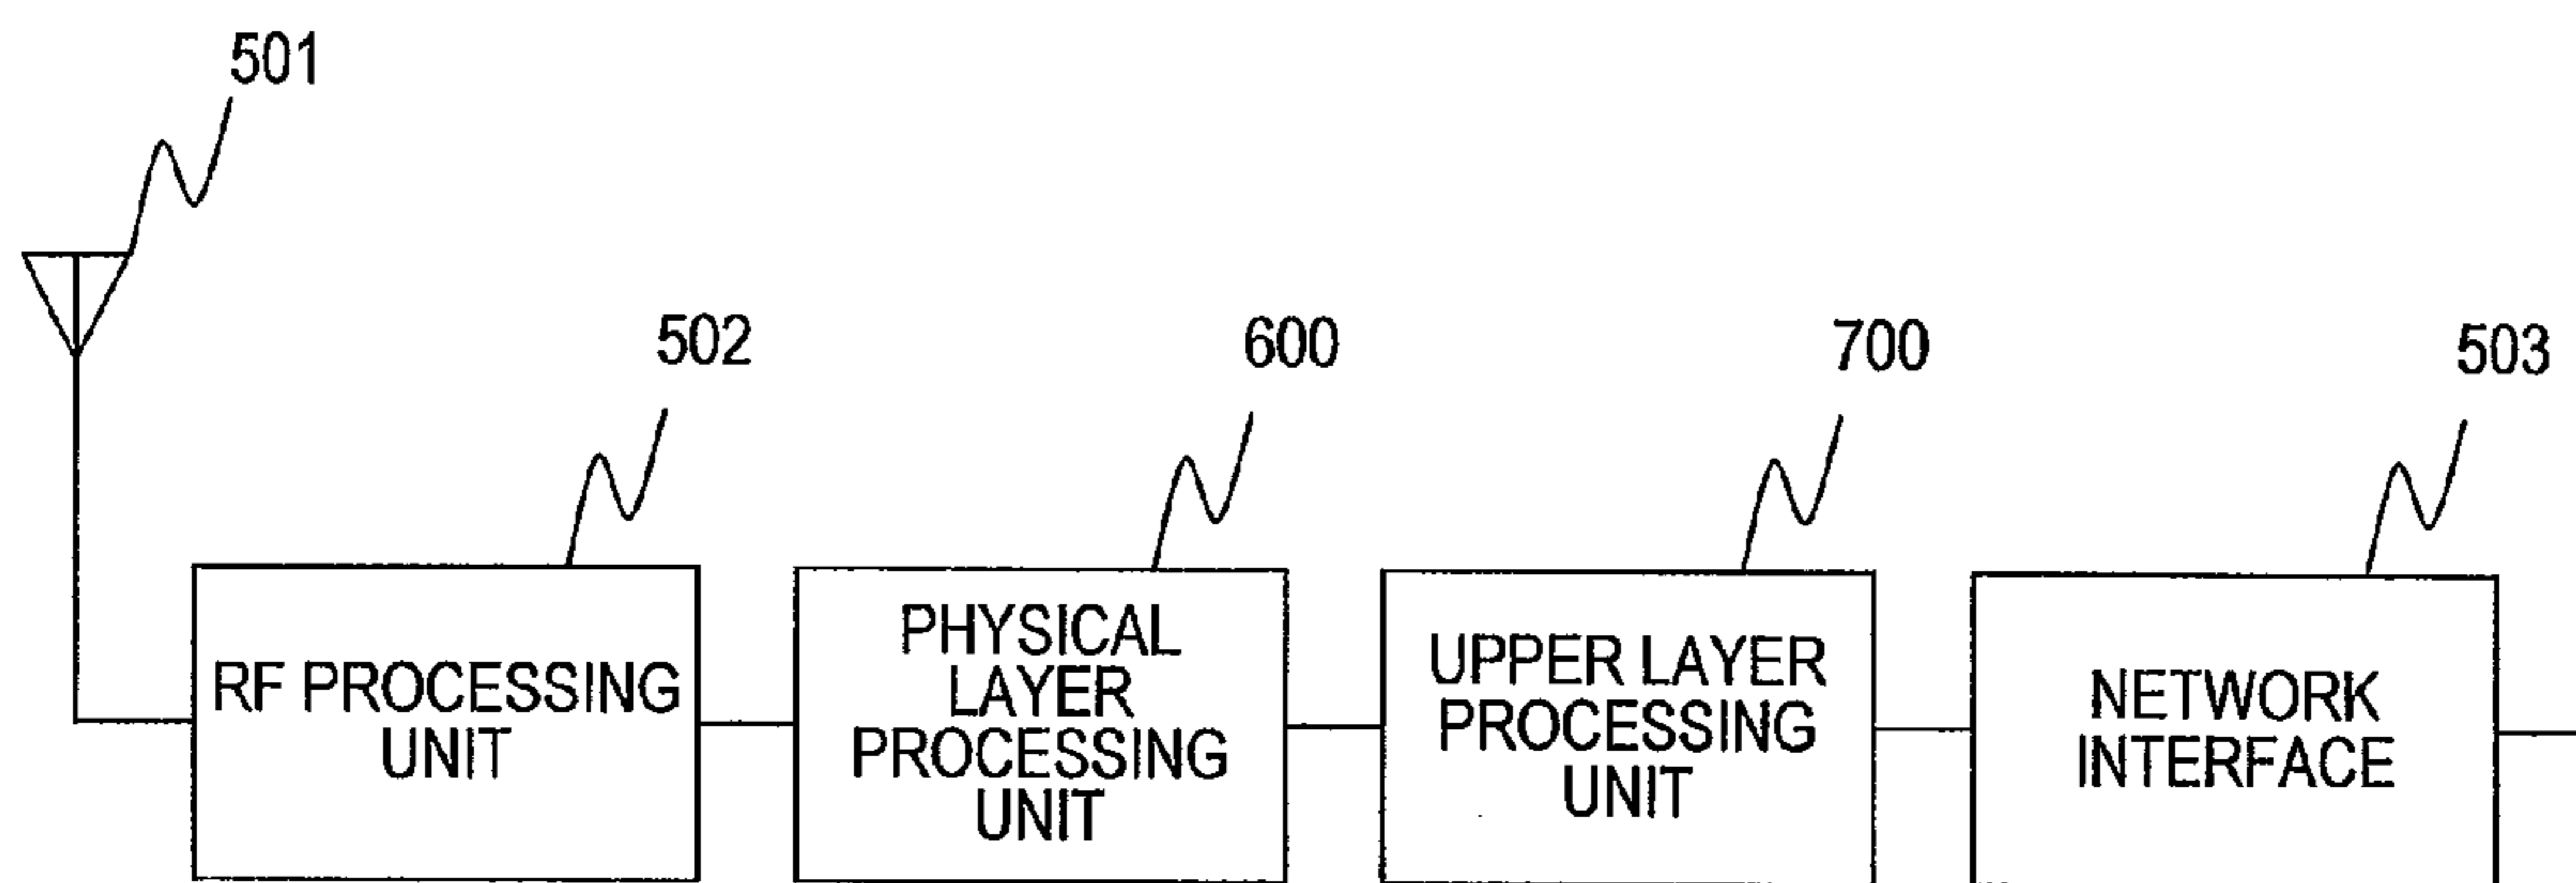 501
502
600
700
503
RF PROCESSING
UNIT
PHYSICAL
LAYER
PROCESSING
UNIT
UPPER LAYER
PROCESSING
UNIT
NETWORK
INTERFACE